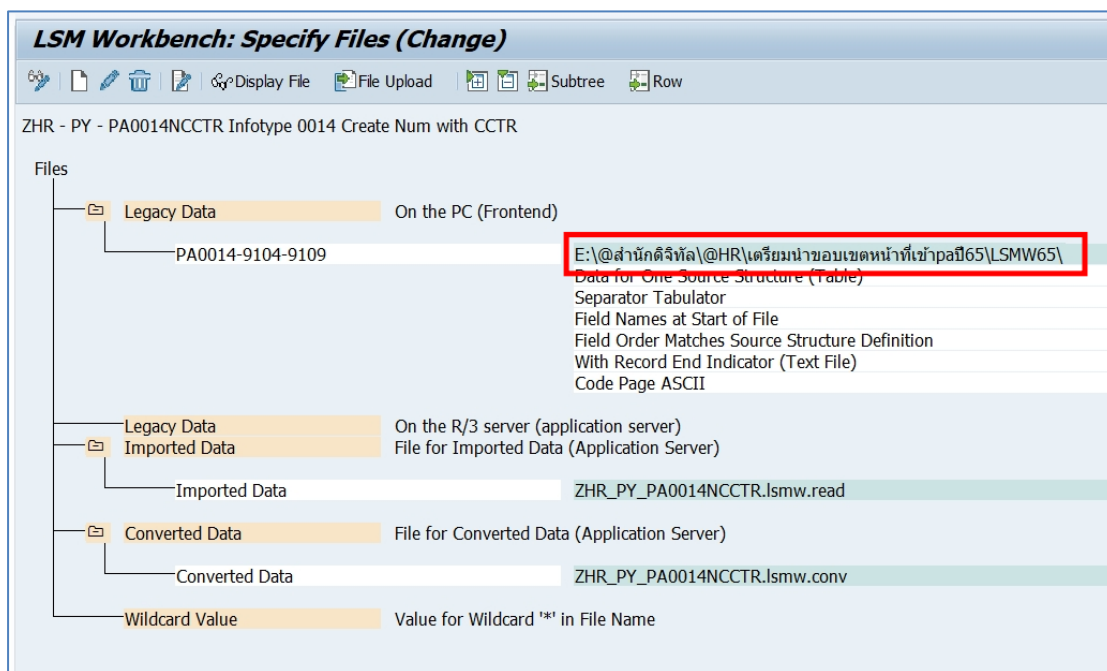 LSM Workbench: Specify Files (Change)
Display File File Upload Subtree Row
ZHR - PY - PA0014NCCTR Infotype 0014 Create Num with CCTR
Files
Legacy Data On the PC (Frontend)
PA0014-9104-9109 E:\@สำนักดิจิทัล\@HR\เตรียมนำขอบเขตหน้าที่เข้าpaปี65\LSMW65\
Data for One Source Structure (Table)
Separator Tabulator
Field Names at Start of File
Field Order Matches Source Structure Definition
With Record End Indicator (Text File)
Code Page ASCII
Legacy Data On the R/3 server (application server)
Imported Data File for Imported Data (Application Server)
Imported Data ZHR_PY_PA0014NCCTR.lsmw.read
Converted Data File for Converted Data (Application Server)
Converted Data ZHR_PY_PA0014NCCTR.lsmw.conv
Wildcard Value Value for Wildcard '*' in File Name